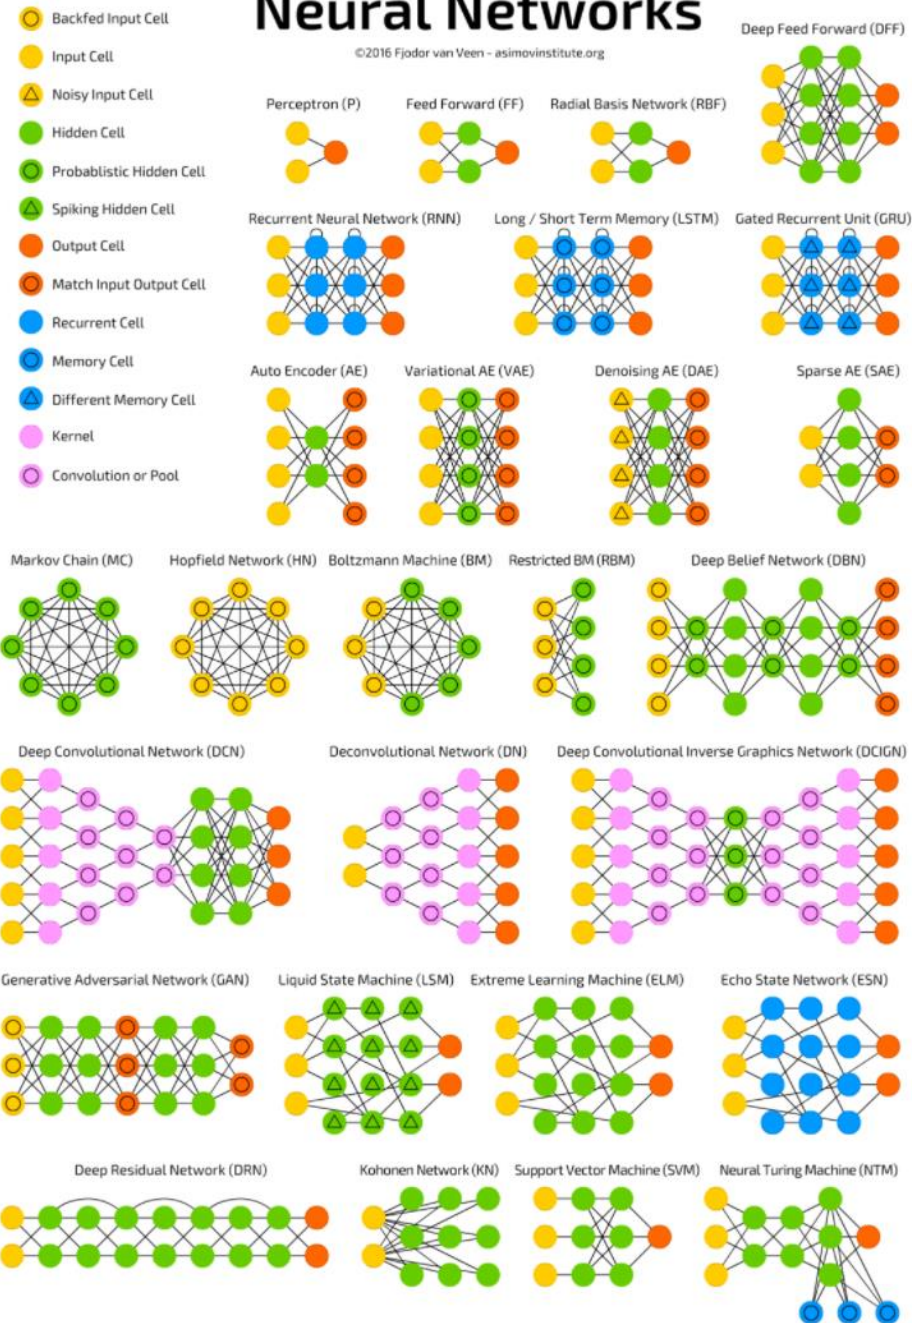 Neural Networks
©2016 Fjodor van Veen - asimovinstitute.org
Backfed Input Cell
Input Cell
Noisy Input Cell
Hidden Cell
Probablistic Hidden Cell
Spiking Hidden Cell
Output Cell
Match Input Output Cell
Recurrent Cell
Memory Cell
Different Memory Cell
Kernel
Convolution or Pool
Deep Feed Forward (DFF)
Perceptron (P)
Feed Forward (FF)
Radial Basis Network (RBF)
Recurrent Neural Network (RNN)
Long / Short Term Memory (LSTM)
Gated Recurrent Unit (GRU)
Auto Encoder (AE)
Variational AE (VAE)
Denoising AE (DAE)
Sparse AE (SAE)
Markov Chain (MC)
Hopfield Network (HN)
Boltzmann Machine (BM)
Restricted BM (RBM)
Deep Belief Network (DBN)
Deep Convolutional Network (DCN)
Deconvolutional Network (DN)
Deep Convolutional Inverse Graphics Network (DCIGN)
Generative Adversarial Network (GAN)
Liquid State Machine (LSM)
Extreme Learning Machine (ELM)
Echo State Network (ESN)
Deep Residual Network (DRN)
Kohonen Network (KN)
Support Vector Machine (SVM)
Neural Turing Machine (NTM)